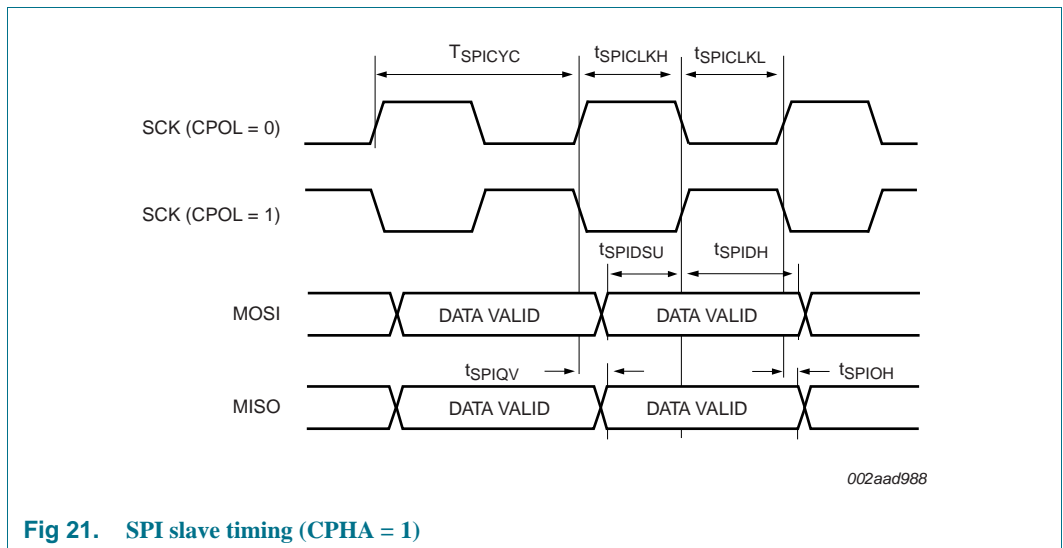 TSPICYC tSPICLKH tSPICLKL
SCK (CPOL = 0)
SCK (CPOL = 1)
tSPIDSU tSPIDH
MOSI DATA VALID DATA VALID
tSPIQV tSPIOH
MISO DATA VALID DATA VALID
002aad988
Fig 21. SPI slave timing (CPHA = 1)